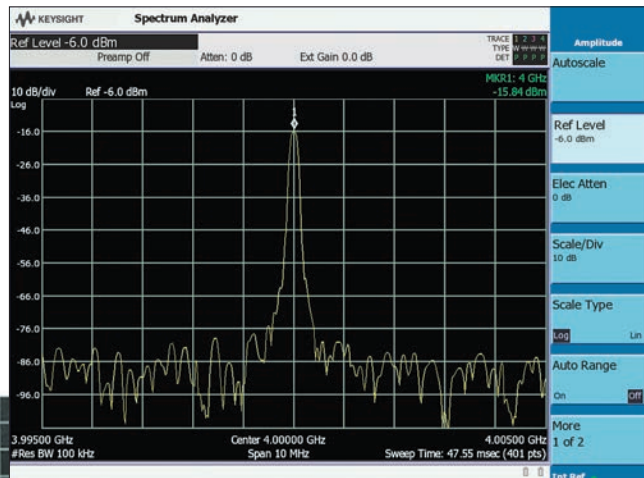 KEYSIGHT Spectrum Analyzer
Ref Level -6.0 dBm
Preamp Off Atten: 0 dB Ext Gain 0.0 dB
TRACE 1 2 3 4
TYPE W W W W
DET P P P P
MKR1: 4 GHz
-15.84 dBm
10 dB/div Ref -6.0 dBm
Log
1
-16.0
-26.0
-36.0
-46.0
-56.0
-66.0
-76.0
-86.0
-96.0
3.99500 GHz Center 4.00000 GHz 4.00500 GHz
#Res BW 100 kHz Span 10 MHz Sweep Time: 47.55 msec (401 pts)
Amplitude
Autoscale
Ref Level
-6.0 dBm
Elec Atten
0 dB
Scale/Div
10 dB
Scale Type
Log Lin
Auto Range
On Off
More
1 of 2
Int Ref